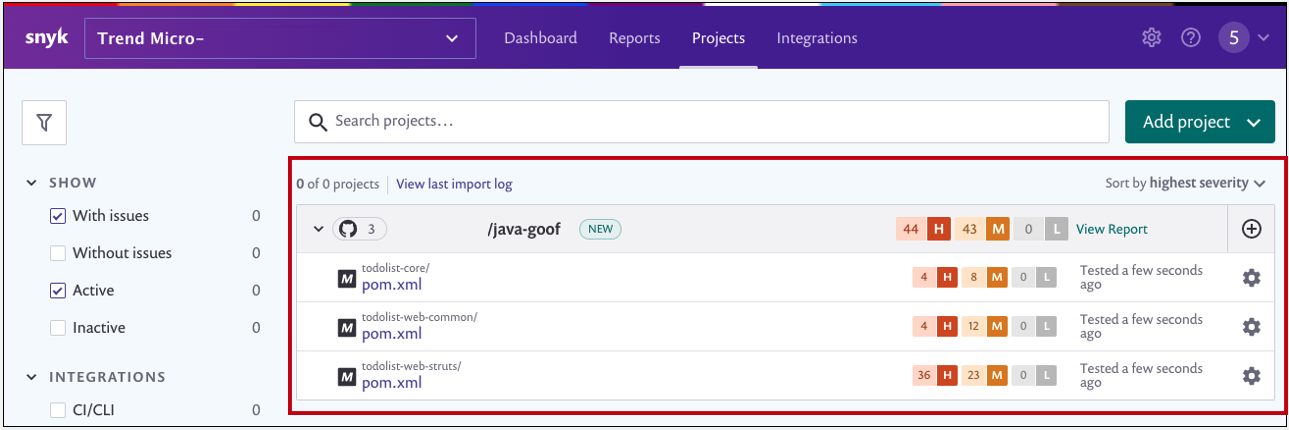 snyk Trend Micro- Dashboard Reports Projects Integrations 5
Search projects... Add project
SHOW
With issues 0
Without issues 0
Active 0
Inactive 0
INTEGRATIONS
CI/CLI 0
0 of 0 projects View last import log Sort by highest severity
3 /java-goof NEW 44 H 43 M 0 L View Report
M todolist-core/
pom.xml 4 H 8 M 0 L Tested a few seconds
ago
M todolist-web-common/
pom.xml 4 H 12 M 0 L Tested a few seconds
ago
M todolist-web-struts/
pom.xml 36 H 23 M 0 L Tested a few seconds
ago